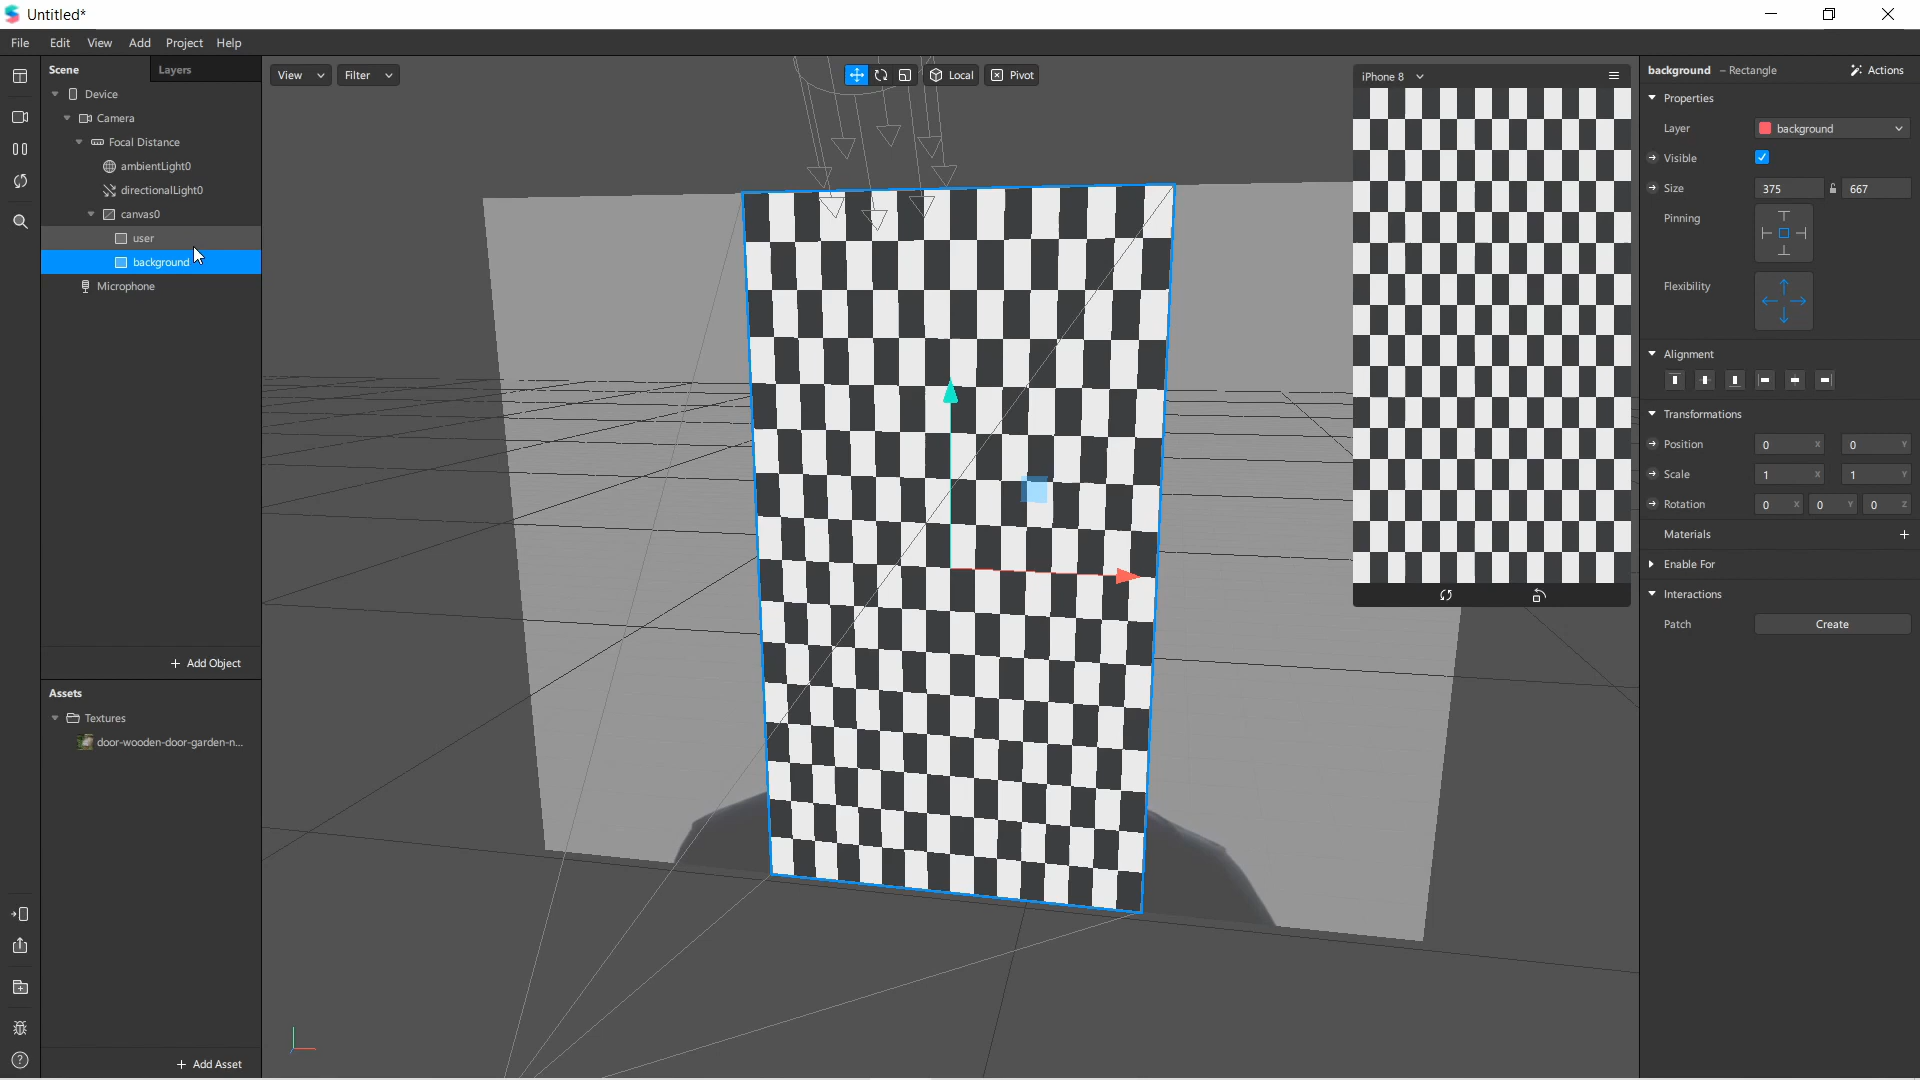 Untitled*
File Edit View Add Project Help
Scene Layers
Device
Camera
Focal Distance
ambientLight0
directionalLight0
canvas0
user
background
Microphone
+ Add Object
Assets
Textures
door-wooden-door-garden-n...
+ Add Asset
View Filter Local Pivot
iPhone 8
background – Rectangle Actions
Properties
Layer background
Visible
Size 375 667
Pinning
Flexibility
Alignment
Transformations
Position 0 X 0 Y
Scale 1 X 1 Y
Rotation 0 X 0 Y 0 Z
Materials +
Enable For
Interactions
Patch Create